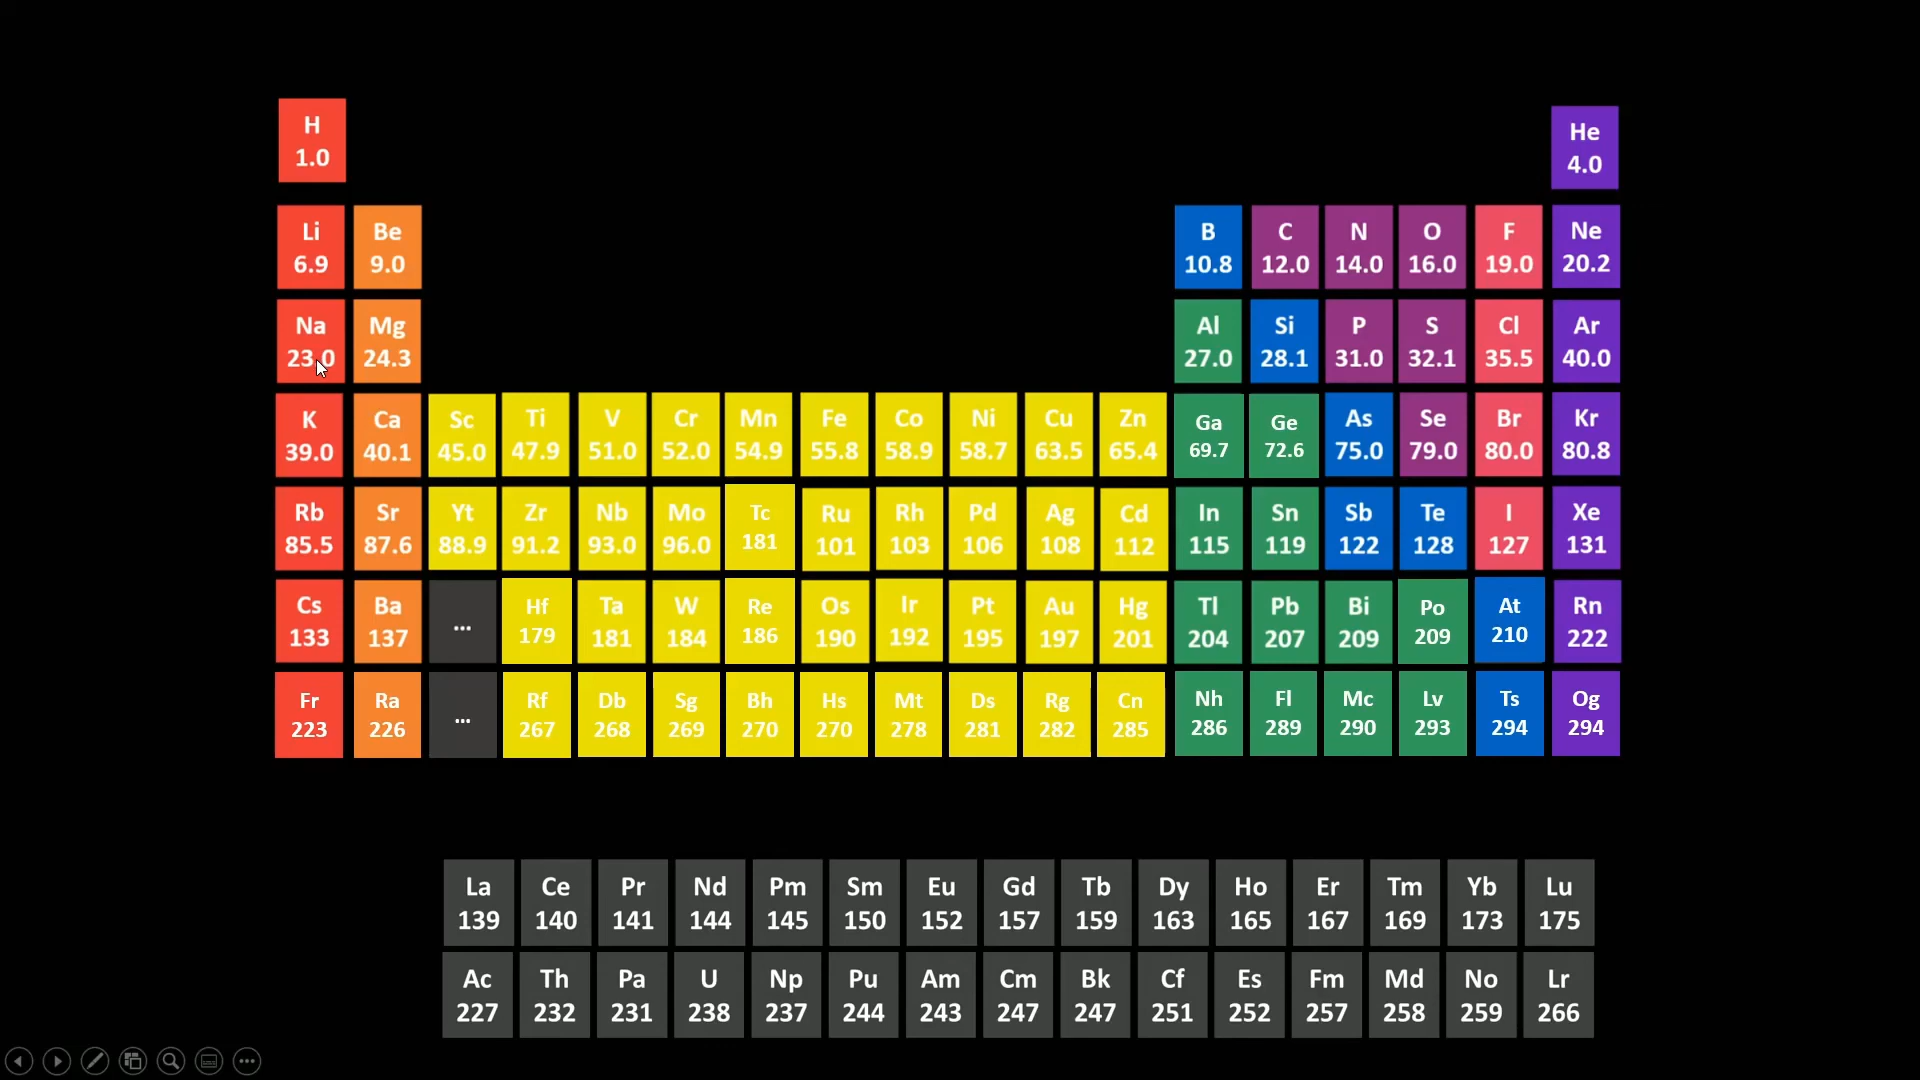 H
1.0
He
4.0
Li
6.9
Be
9.0
B
10.8
C
12.0
N
14.0
O
16.0
F
19.0
Ne
20.2
Na
23.0
Mg
24.3
Al
27.0
Si
28.1
P
31.0
S
32.1
Cl
35.5
Ar
40.0
K
39.0
Ca
40.1
Sc
45.0
Ti
47.9
V
51.0
Cr
52.0
Mn
54.9
Fe
55.8
Co
58.9
Ni
58.7
Cu
63.5
Zn
65.4
Ga
69.7
Ge
72.6
As
75.0
Se
79.0
Br
80.0
Kr
80.8
Rb
85.5
Sr
87.6
Yt
88.9
Zr
91.2
Nb
93.0
Mo
96.0
Tc
181
Ru
101
Rh
103
Pd
106
Ag
108
Cd
112
In
115
Sn
119
Sb
122
Te
128
I
127
Xe
131
Cs
133
Ba
137
...
Hf
179
Ta
181
W
184
Re
186
Os
190
Ir
192
Pt
195
Au
197
Hg
201
Tl
204
Pb
207
Bi
209
Po
209
At
210
Rn
222
Fr
223
Ra
226
...
Rf
267
Db
268
Sg
269
Bh
270
Hs
270
Mt
278
Ds
281
Rg
282
Cn
285
Nh
286
Fl
289
Mc
290
Lv
293
Ts
294
Og
294
La
139
Ce
140
Pr
141
Nd
144
Pm
145
Sm
150
Eu
152
Gd
157
Tb
159
Dy
163
Ho
165
Er
167
Tm
169
Yb
173
Lu
175
Ac
227
Th
232
Pa
231
U
238
Np
237
Pu
244
Am
243
Cm
247
Bk
247
Cf
251
Es
252
Fm
257
Md
258
No
259
Lr
266